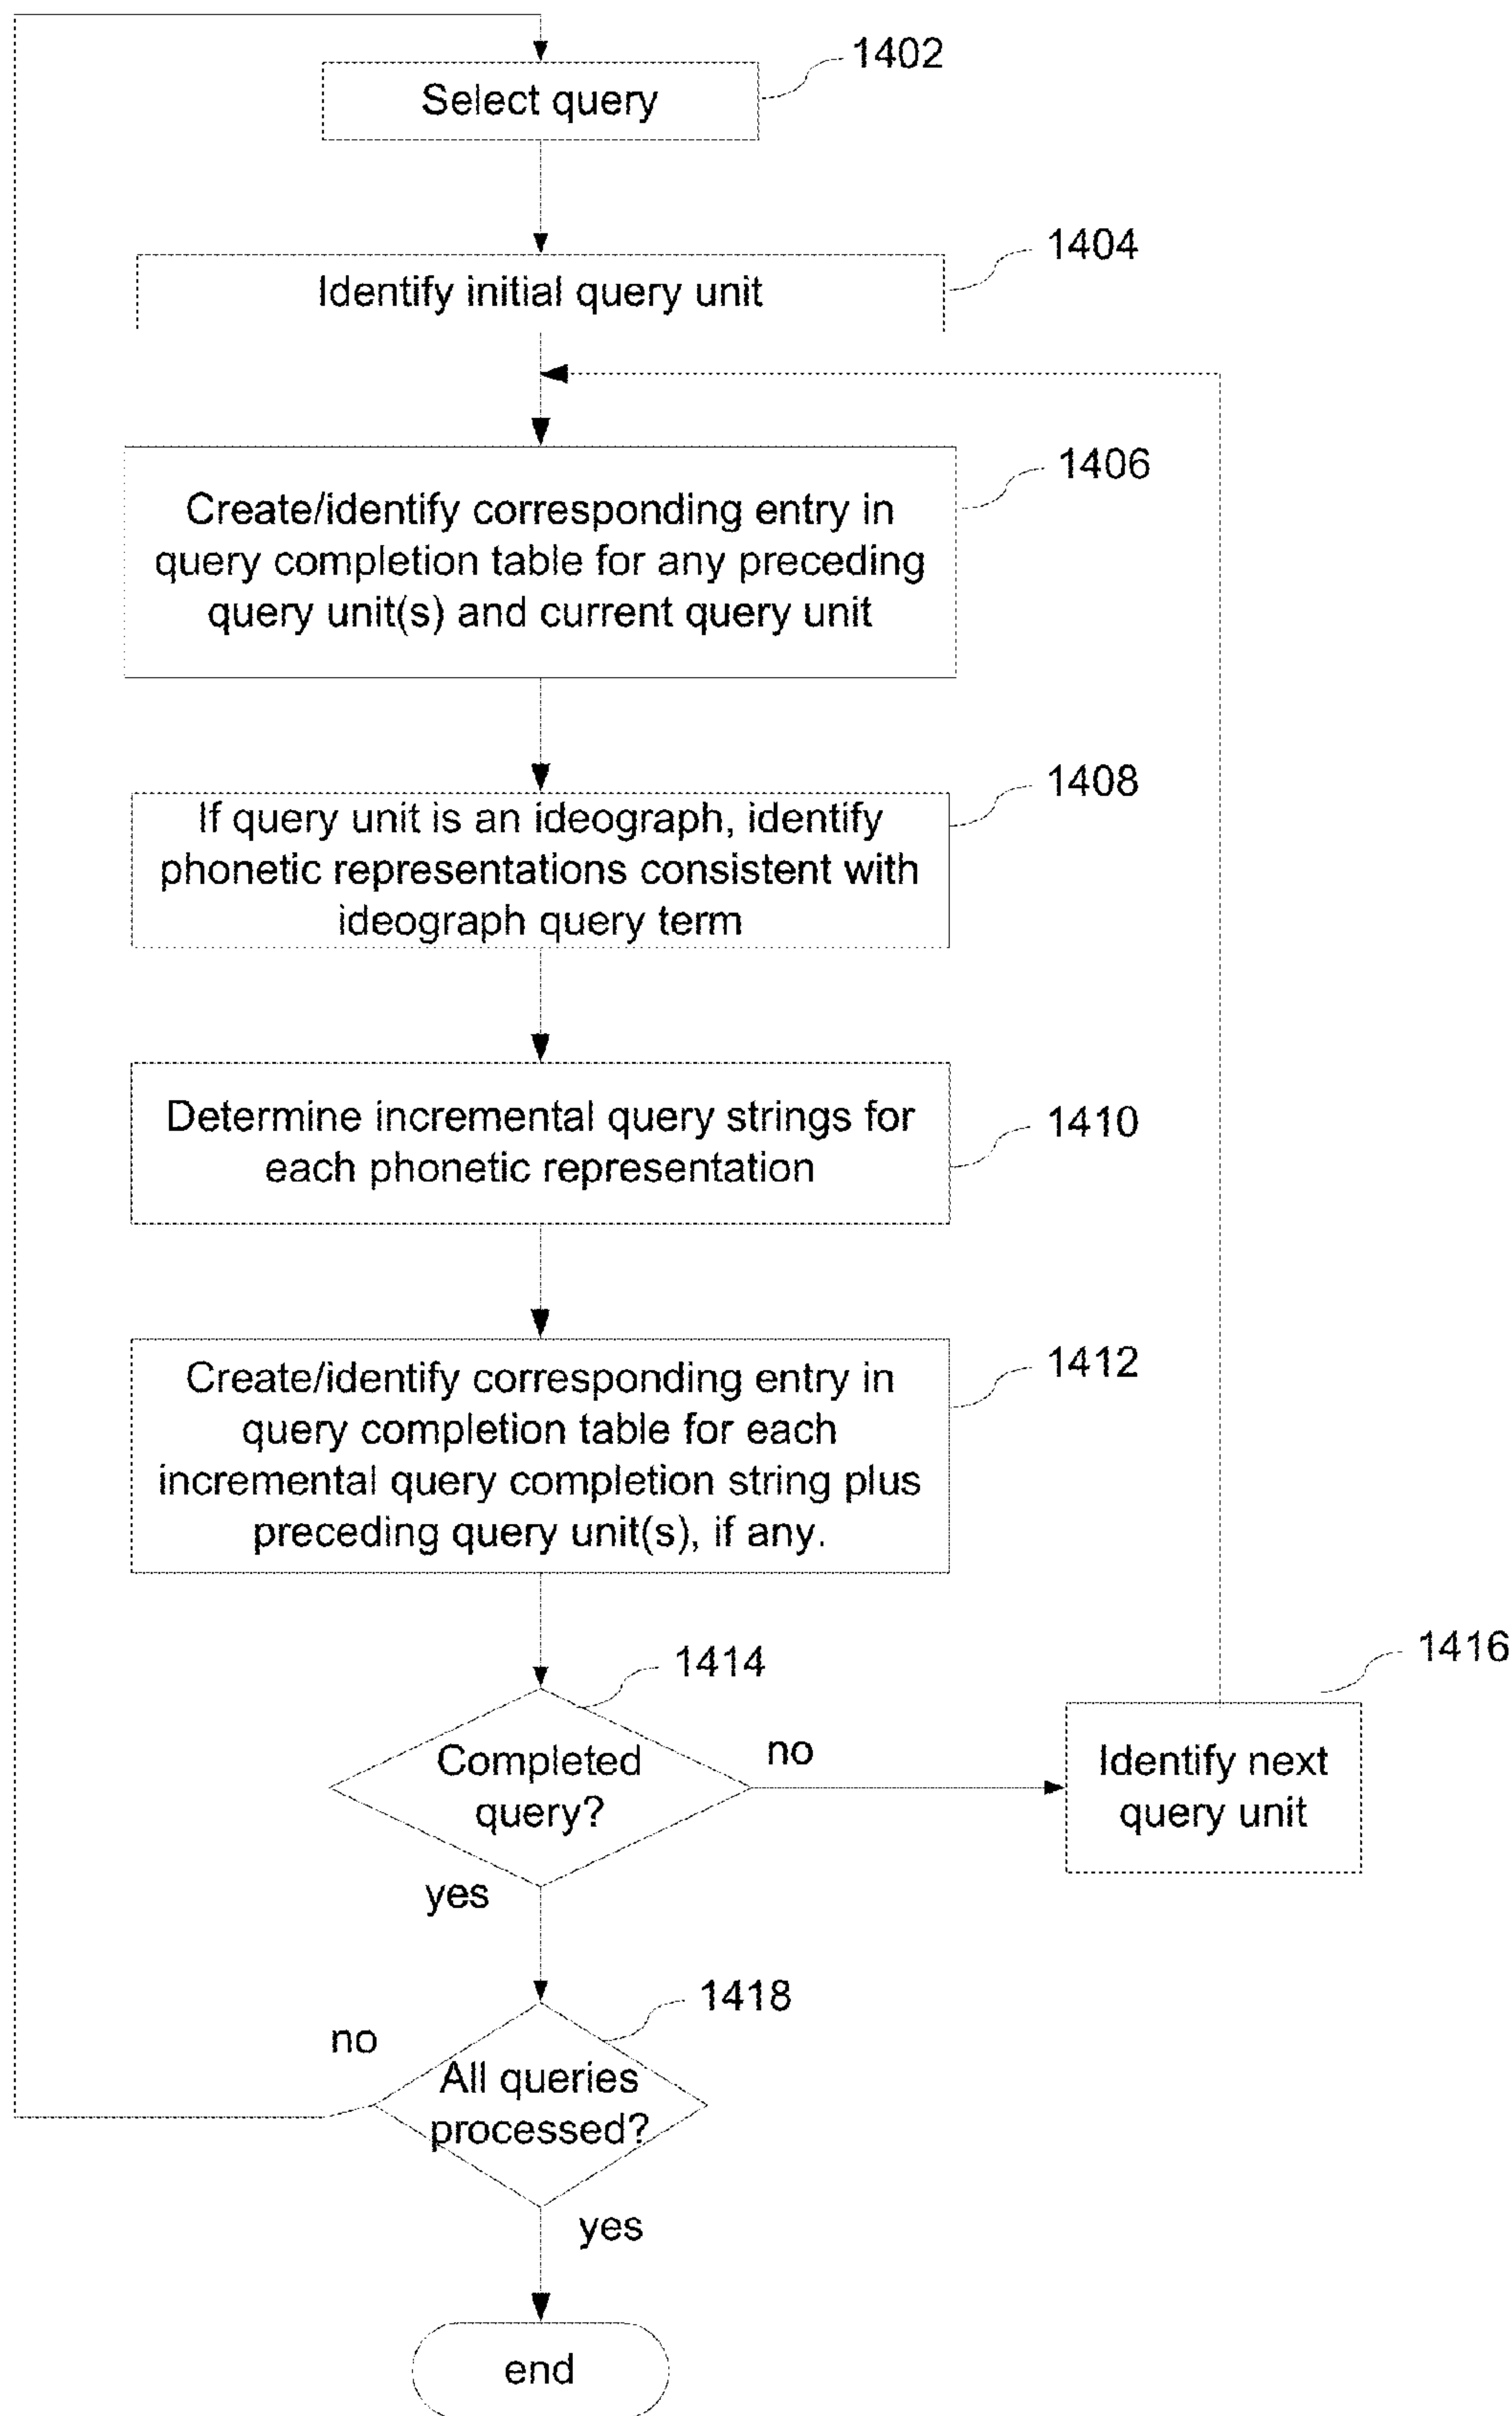 1402
Select query
1404
Identify initial query unit
1406
Create/identify corresponding entry in
query completion table for any preceding
query unit(s) and current query unit
1408
If query unit is an ideograph, identify
phonetic representations consistent with
ideograph query term
1410
Determine incremental query strings for
each phonetic representation
1412
Create/identify corresponding entry in
query completion table for each
incremental query completion string plus
preceding query unit(s), if any.
1414
Completed
query?
no
1416
Identify next
query unit
yes
1418
no
All queries
processed?
yes
end